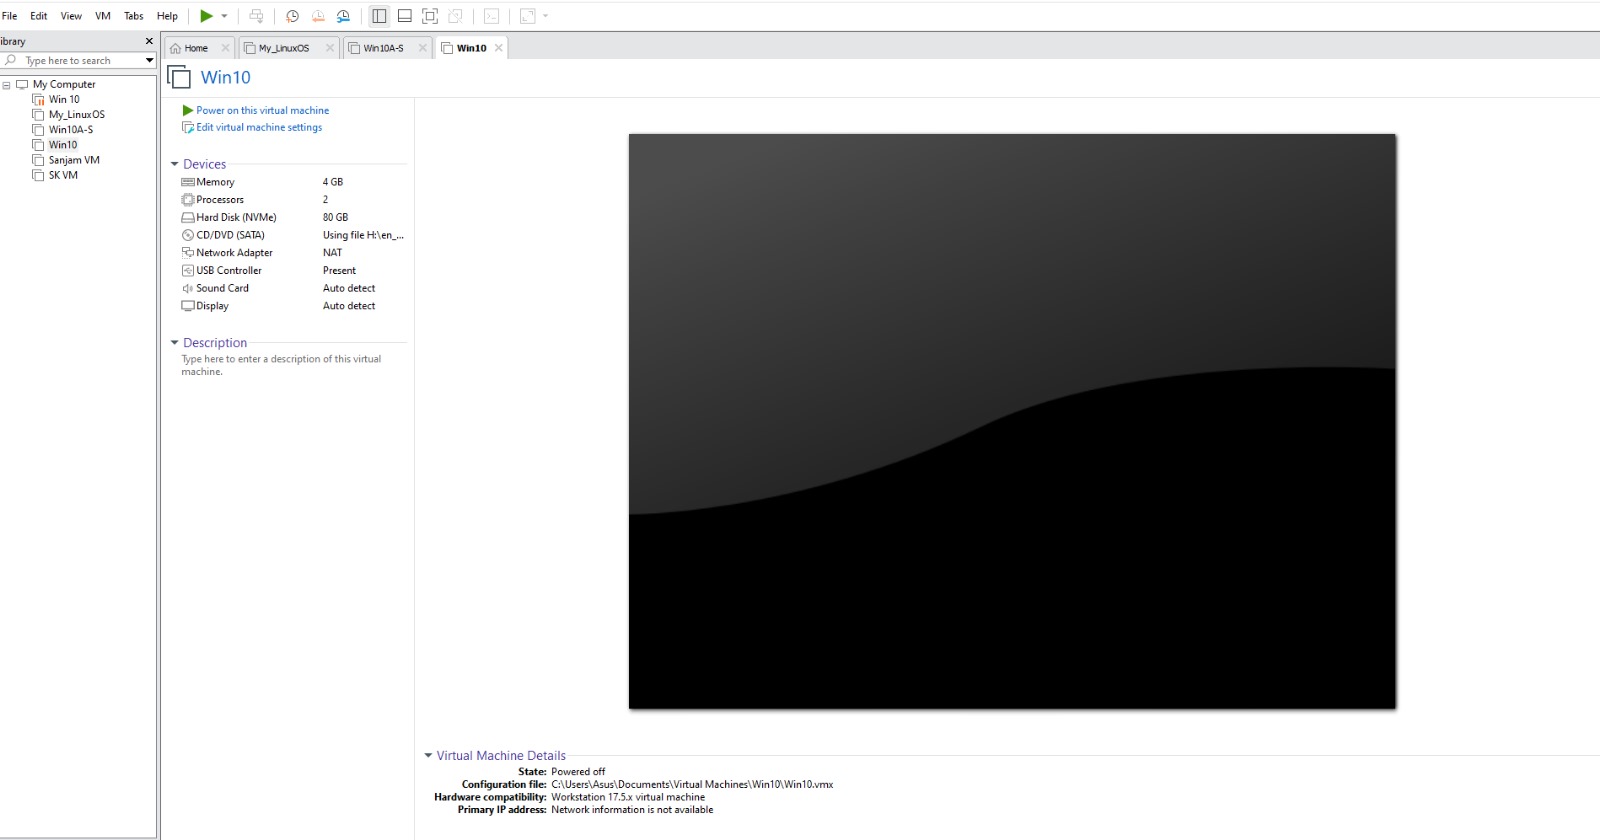 File Edit View VM Tabs Help
ibrary
Type here to search
My Computer
Win 10
My_LinuxOS
Win10A-S
Win10
Sanjam VM
SK VM
Home My_LinuxOS Win10A-S Win10
Win10
Power on this virtual machine
Edit virtual machine settings
Devices
Memory 4 GB
Processors 2
Hard Disk (NVMe) 80 GB
CD/DVD (SATA) Using file H:\en_...
Network Adapter NAT
USB Controller Present
Sound Card Auto detect
Display Auto detect
Description
Type here to enter a description of this virtual
machine.
Virtual Machine Details
State: Powered off
Configuration file: C:\Users\Asus\Documents\Virtual Machines\Win10\Win10.vmx
Hardware compatibility: Workstation 17.5.x virtual machine
Primary IP address: Network information is not available